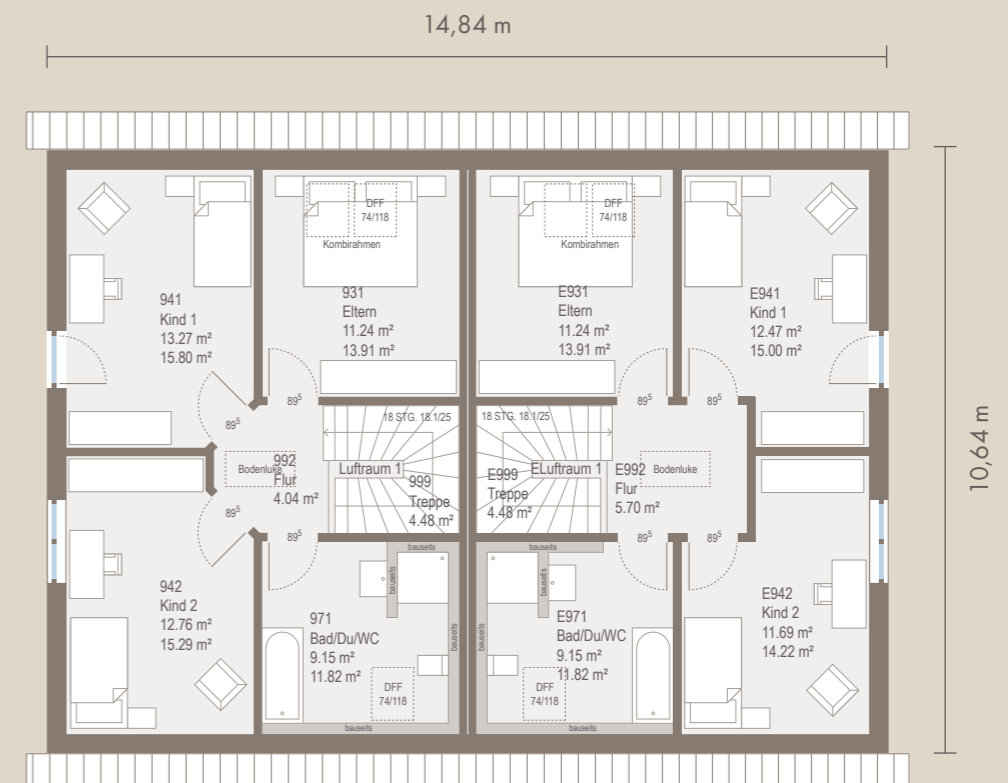 14,84 m
DFF
74/118
Kombirahmen
DFF
74/118
Kombirahmen
941
Kind 1
13.27 m²
15.80 m²
931
Eltern
11.24 m²
13.91 m²
E931
Eltern
11.24 m²
13.91 m²
E941
Kind 1
12.47 m²
15.00 m²
89⁵
89⁵
89⁵
89⁵
18 STG. 18.1/25
18 STG. 18.1/25
10,64 m
Bodenluke
992
Flur
4.04 m²
Luftraum 1
999
Treppe
4.48 m²
E999
Treppe
4.48 m²
ELuftraum 1
E992
Flur
5.70 m²
Bodenluke
89⁵
89⁵
89⁵
89⁵
bauseits
bauseits
bauseits
bauseits
bauseits
bauseits
942
Kind 2
12.76 m²
15.29 m²
971
Bad/Du/WC
9.15 m²
11.82 m²
E971
Bad/Du/WC
9.15 m²
11.82 m²
E942
Kind 2
11.69 m²
14.22 m²
DFF
74/118
DFF
74/118
bauseits
bauseits